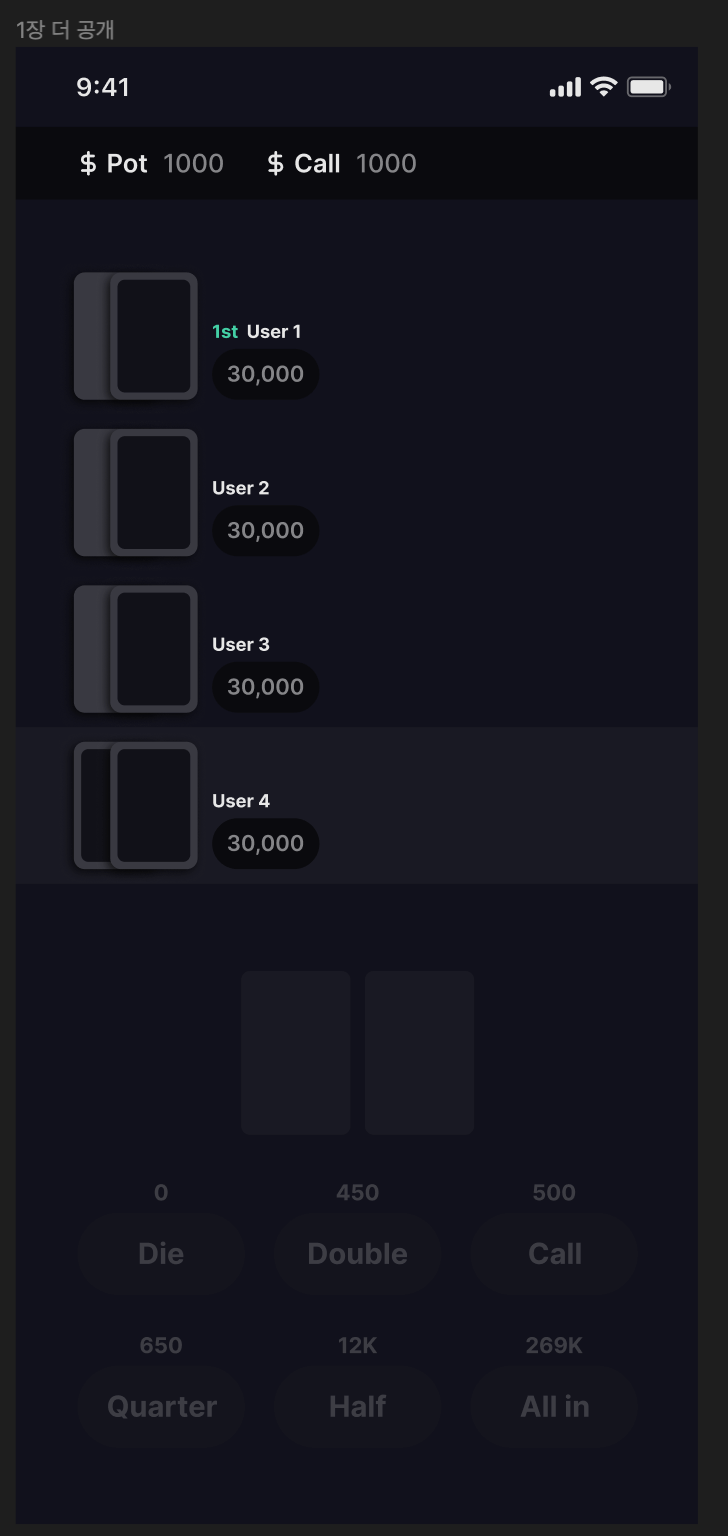 1장 더 공개
9:41
$ Pot 1000 $ Call 1000
1st User 1
30,000
User 2
30,000
User 3
30,000
User 4
30,000
0 450 500
Die Double Call
650 12K 269K
Quarter Half All in